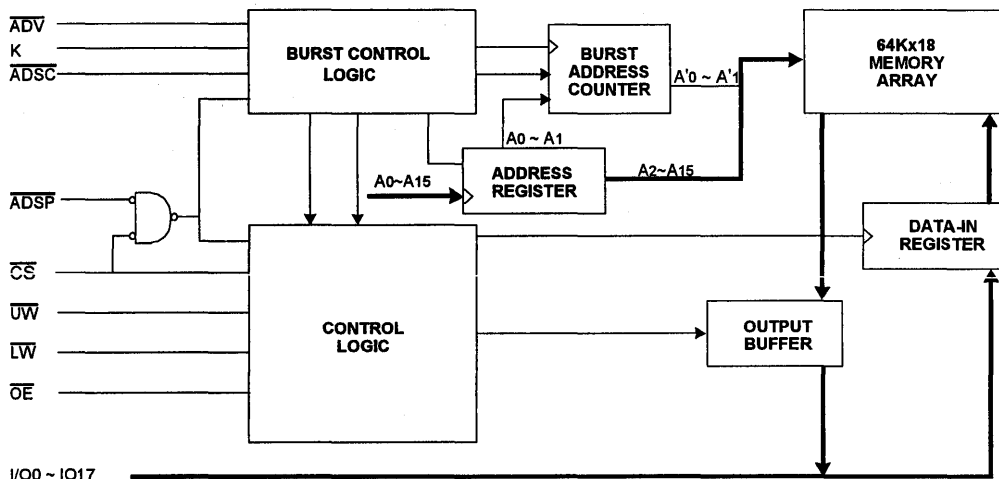 ADV
K
ADSC
BURST CONTROL
LOGIC
BURST
ADDRESS
COUNTER
A'0 ~ A'1
64Kx18
MEMORY
ARRAY
A0 ~ A1
A0~A15
ADDRESS
REGISTER
A2~A15
ADSP
DATA-IN
REGISTER
CS
UW
LW
OE
CONTROL
LOGIC
OUTPUT
BUFFER
I/O0 ~ IO17